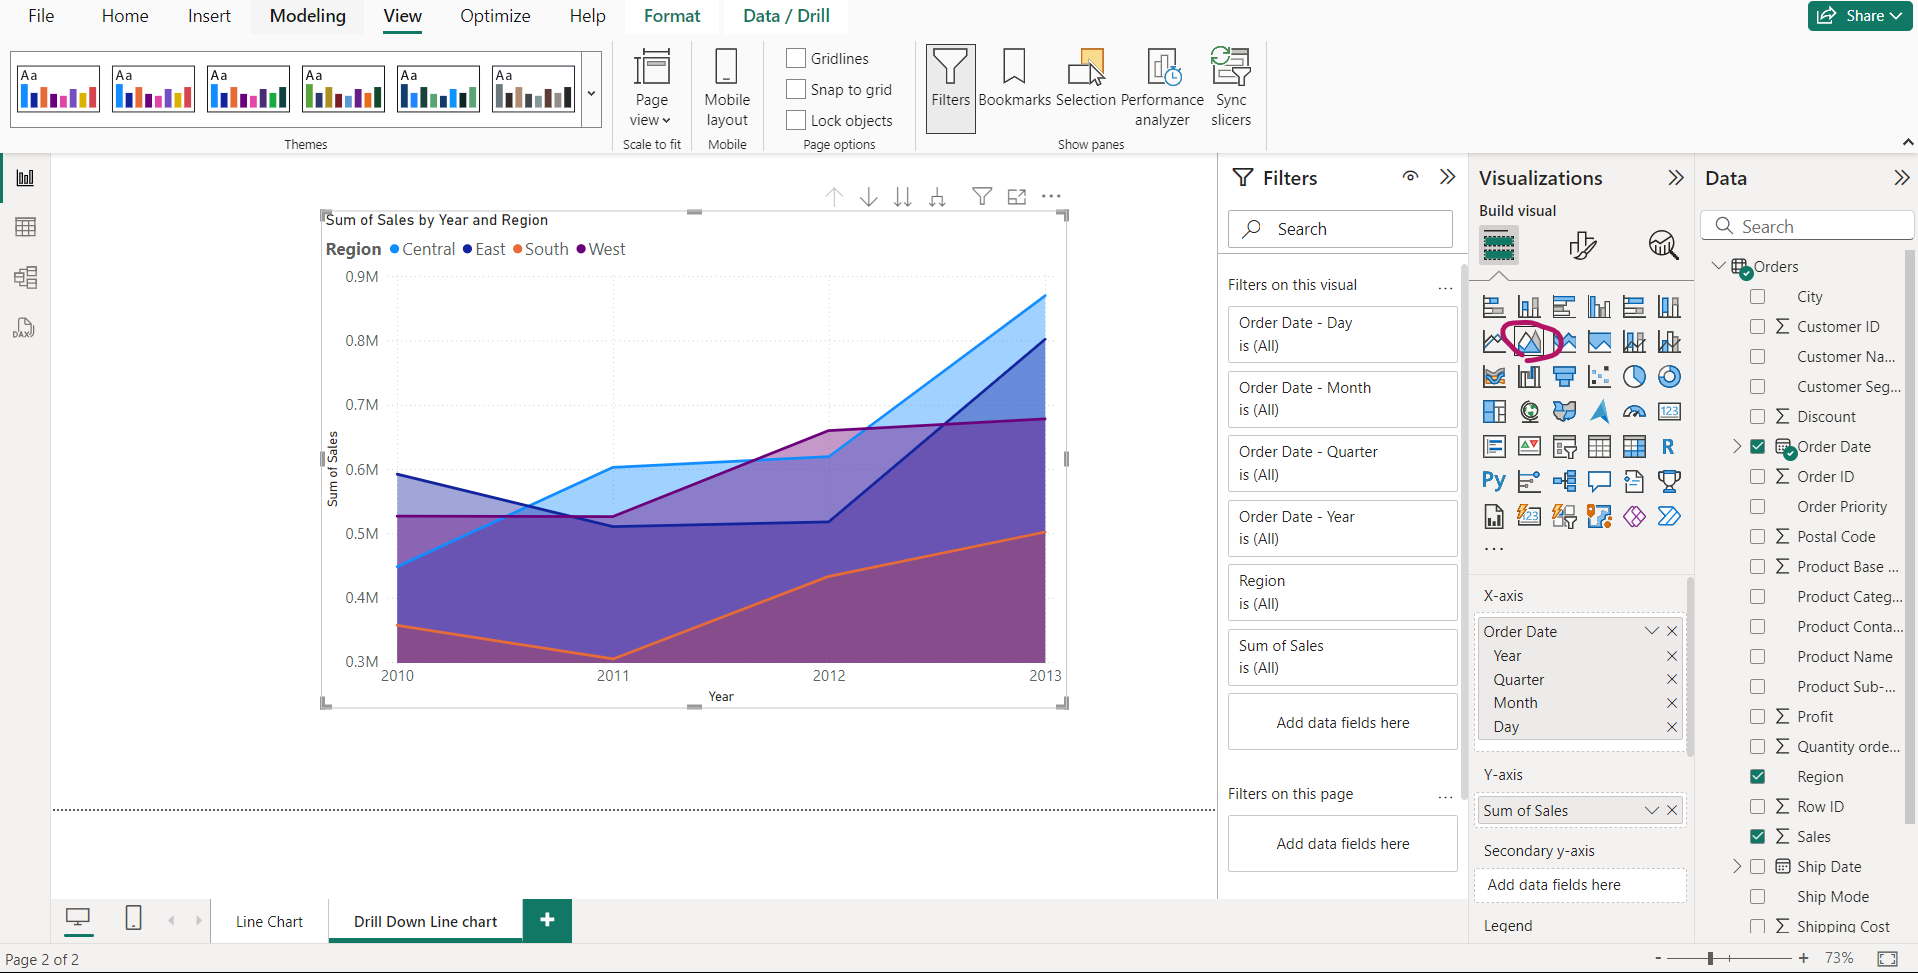 File Home Insert Modeling View Optimize Help Format Data / Drill Share
Aa Aa Aa Aa Aa Aa
Page view
Mobile layout
Gridlines
Snap to grid
Lock objects
Filters Bookmarks Selection Performance analyzer Sync slicers
Themes Scale to fit Mobile Page options Show panes
DAX
Sum of Sales by Year and Region
Region Central East South West
0.9M
0.8M
0.7M
0.6M
0.5M
0.4M
0.3M
Sum of Sales
2010 2011 2012 2013
Year
Filters
Search
Filters on this visual ...
Order Date - Day
is (All)
Order Date - Month
is (All)
Order Date - Quarter
is (All)
Order Date - Year
is (All)
Region
is (All)
Sum of Sales
is (All)
Add data fields here
Filters on this page ...
Add data fields here
Visualizations
Build visual
123
R
Py
123
...
X-axis
Order Date
Year
Quarter
Month
Day
Y-axis
Sum of Sales
Secondary y-axis
Add data fields here
Legend
Data
Search
Orders
City
Σ Customer ID
Customer Na...
Customer Seg...
Σ Discount
Order Date
Σ Order ID
Order Priority
Σ Postal Code
Σ Product Base ...
Product Categ...
Product Conta...
Product Name
Product Sub-...
Σ Profit
Σ Quantity orde...
Region
Σ Row ID
Σ Sales
Ship Date
Ship Mode
Σ Shipping Cost
Line Chart Drill Down Line chart +
Page 2 of 2 - + 73%